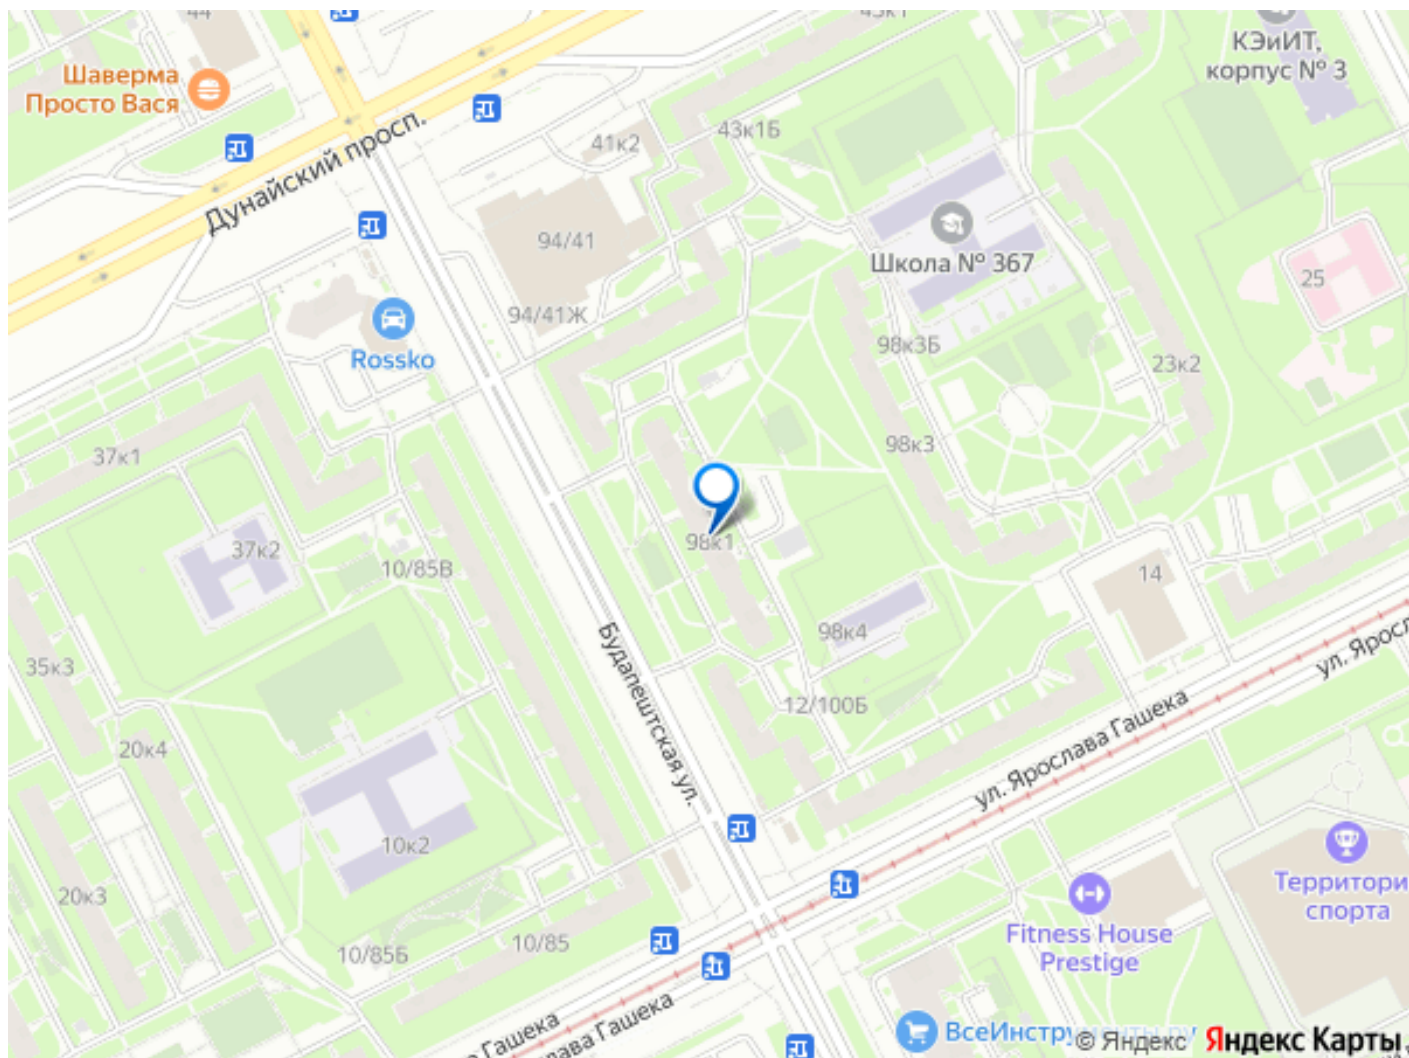 44
43к1
КЭиИТ,
корпус № 3
Шаверма
Просто Вася
Дунайский просп.
41к2
43к1Б
94/41
Школа № 367
25
94/41Ж
Rossko
98к3Б
23к2
37к1
98к3
37к2
98к1
10/85В
14
98к4
35к3
Будапештская ул.
12/100Б
ул. Яросл
20к4
ул. Ярослава Гашека
10к2
20к3
Территори
спорта
Fitness House
Prestige
10/85Б
10/85
Гашека
ава Гашека
ВсеИнструменты.ру
© Яндекс Яндекс Карты